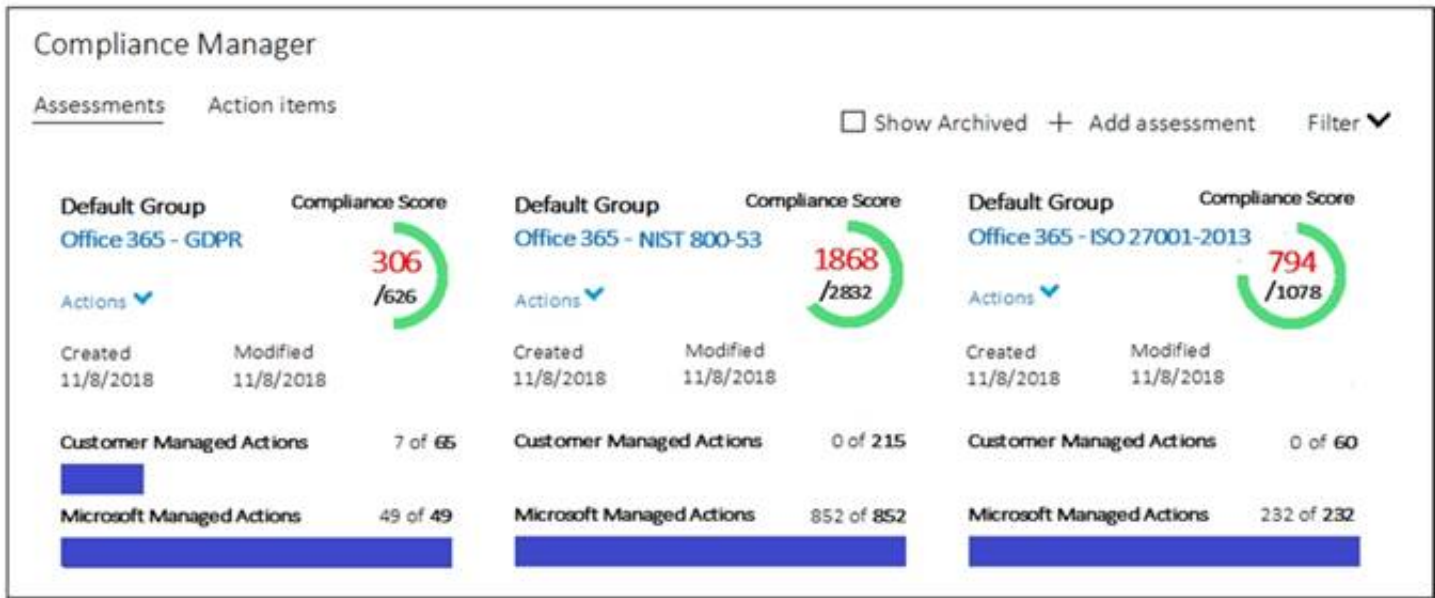 Compliance Manager
Assessments Action items
Show Archived + Add assessment Filter
Default Group Compliance Score
Office 365 - GDPR
306
/626
Actions
Created Modified
11/8/2018 11/8/2018
Customer Managed Actions 7 of 65
Microsoft Managed Actions 49 of 49
Default Group Compliance Score
Office 365 - NIST 800-53
1868
/2832
Actions
Created Modified
11/8/2018 11/8/2018
Customer Managed Actions 0 of 215
Microsoft Managed Actions 852 of 852
Default Group Compliance Score
Office 365 - ISO 27001-2013
794
/1078
Actions
Created Modified
11/8/2018 11/8/2018
Customer Managed Actions 0 of 60
Microsoft Managed Actions 232 of 232